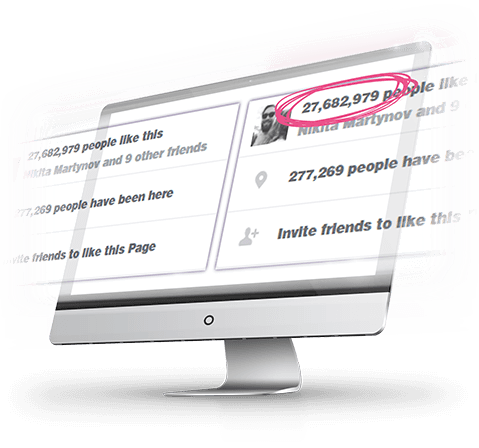 27,682,979 people like this
Nikita Martynov and 9 other friends
277,269 people have been here
Invite friends to like this Page
27,682,979 people like
Nikita Martynov and 9
277,269 people have been
Invite friends to like this